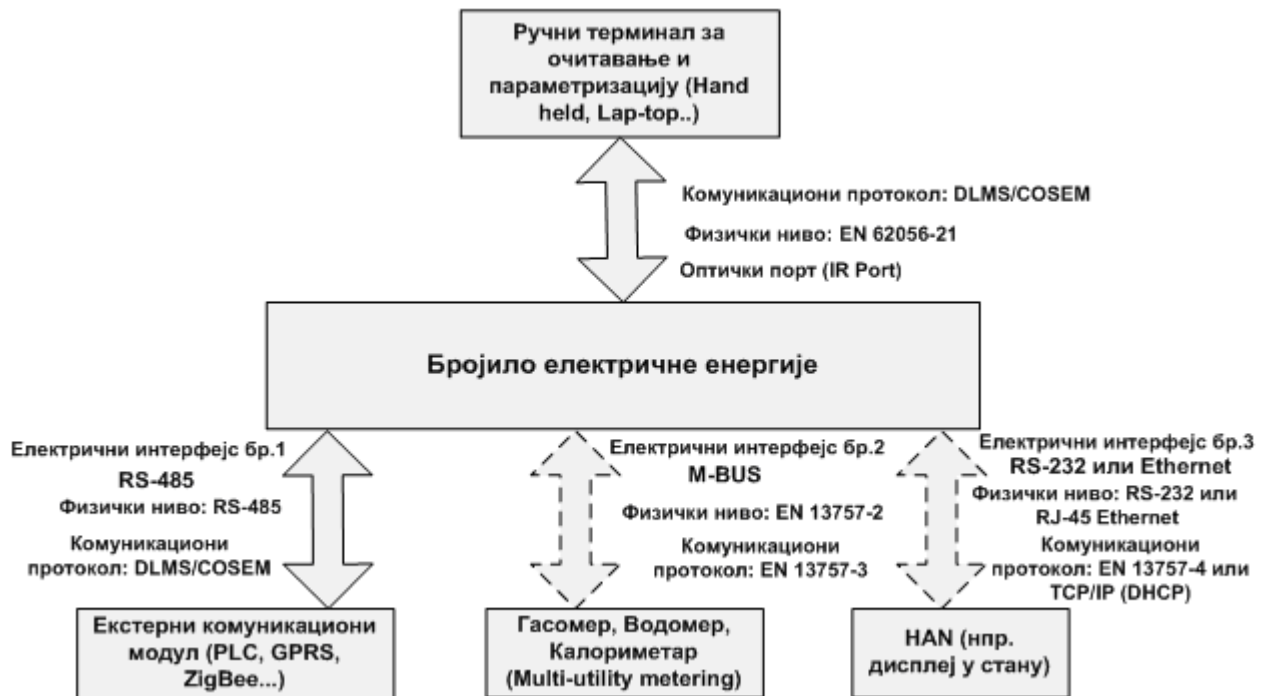 Ручни терминал за
очитавање и
параметризацију (Hand
held, Lap-top..)
Комуникациони протокол: DLMS/COSEM
Физички ниво: EN 62056-21
Оптички порт (IR Port)
Бројило електричне енергије
Електрични интерфејс бр.1
RS-485
Физички ниво: RS-485
Комуникациони
протокол: DLMS/COSEM
Електрични интерфејс бр.2
M-BUS
Физички ниво: EN 13757-2
Комуникациони
протокол: EN 13757-3
Електрични интерфејс бр.3
RS-232 или Ethernet
Физички ниво: RS-232 или
RJ-45 Ethernet
Комуникациони
протокол: EN 13757-4 или
TCP/IP (DHCP)
Екстерни комуникациони
модул (PLC, GPRS,
ZigBee...)
Гасомер, Водомер,
Калориметар
(Multi-utility metering)
HAN (нпр.
дисплеј у стану)